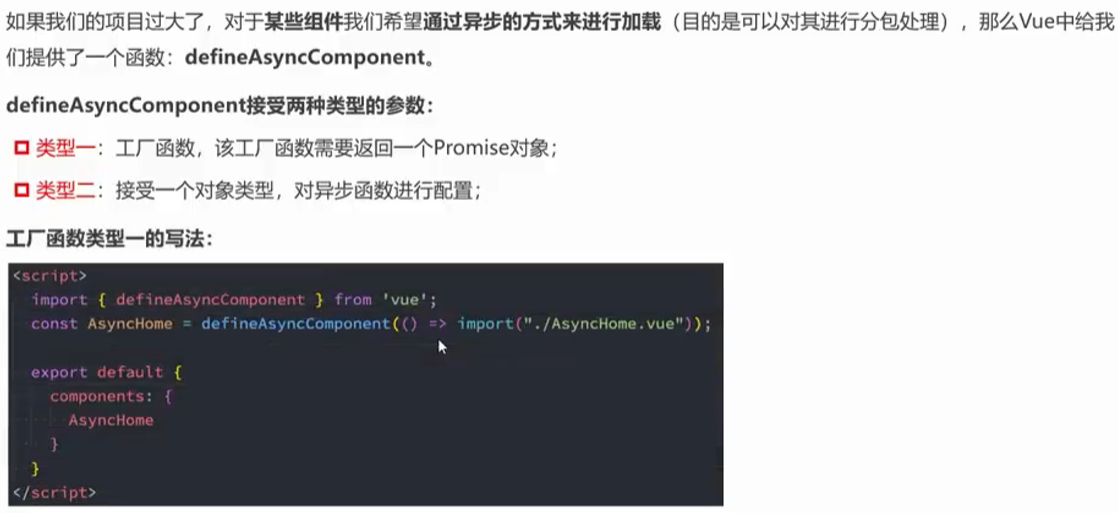 如果我们的项目过大了，对于某些组件我们希望通过异步的方式来进行加载（目的是可以对其进行分包处理），那么Vue中给我
们提供了一个函数：defineAsyncComponent。
defineAsyncComponent接受两种类型的参数：
类型一：工厂函数，该工厂函数需要返回一个Promise对象；
类型二：接受一个对象类型，对异步函数进行配置；
工厂函数类型一的写法：
<script>
import { defineAsyncComponent } from 'vue';
const AsyncHome = defineAsyncComponent(() => import("./AsyncHome.vue"));
export default {
components: {
AsyncHome
}
}
</script>